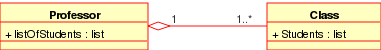 Professor
+ listOfStudents : list
1
1..*
Class
+ Students : list